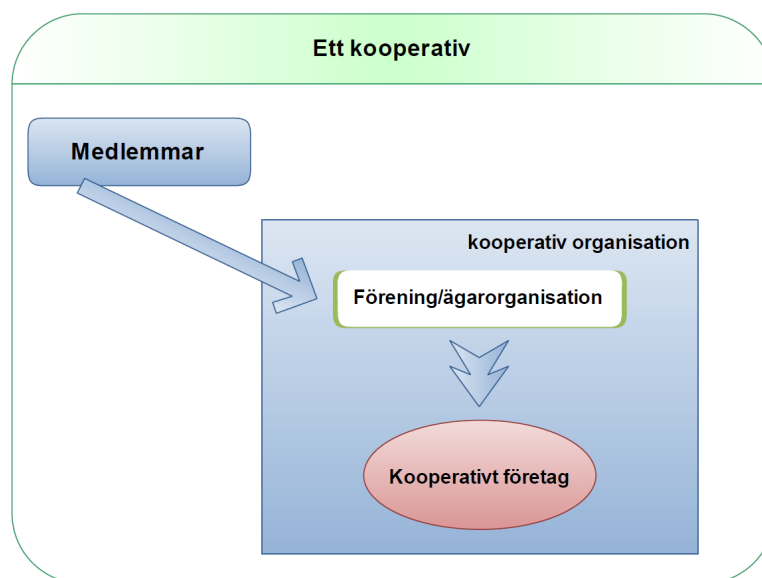 Ett kooperativ
Medlemmar
kooperativ organisation
Förening/ägarorganisation
Kooperativt företag